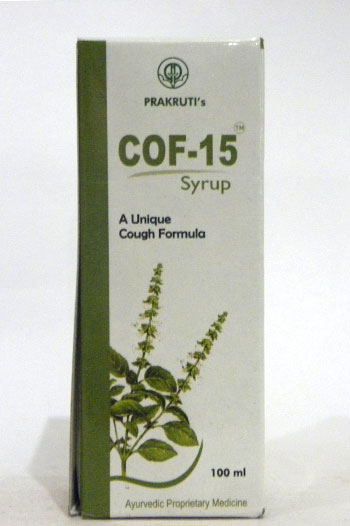 PRAKRUTI's
COF-15™
Syrup
A Unique
Cough Formula
100 ml
Ayurvedic Proprietary Medicine